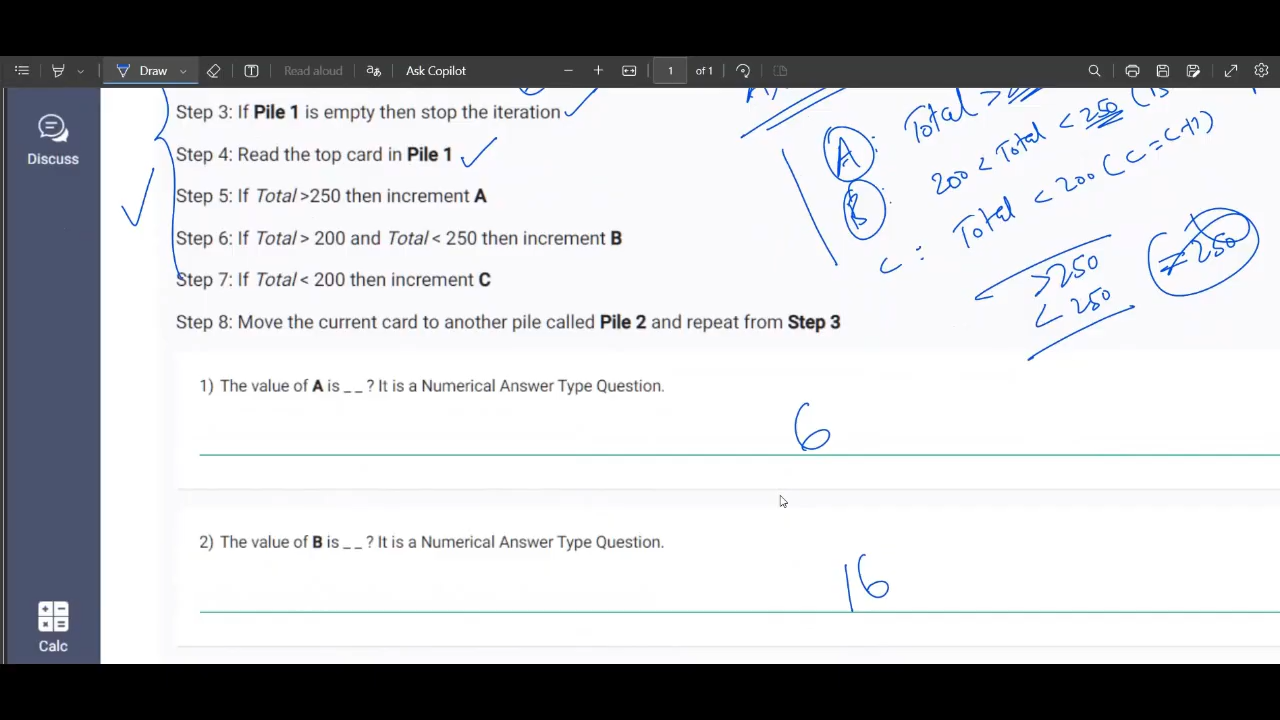 Draw
Read aloud
aあ
Ask Copilot
1 of 1
Discuss
Calc
Step 3: If Pile 1 is empty then stop the iteration
Step 4: Read the top card in Pile 1
Step 5: If Total >250 then increment A
Step 6: If Total > 200 and Total < 250 then increment B
Step 7: If Total < 200 then increment C
Step 8: Move the current card to another pile called Pile 2 and repeat from Step 3
A : Total >
B : 200 < Total < 250
C : Total < 200 (C=C+1)
>250
<250
≠250
1) The value of A is _ _ ? It is a Numerical Answer Type Question.
6
2) The value of B is _ _ ? It is a Numerical Answer Type Question.
16